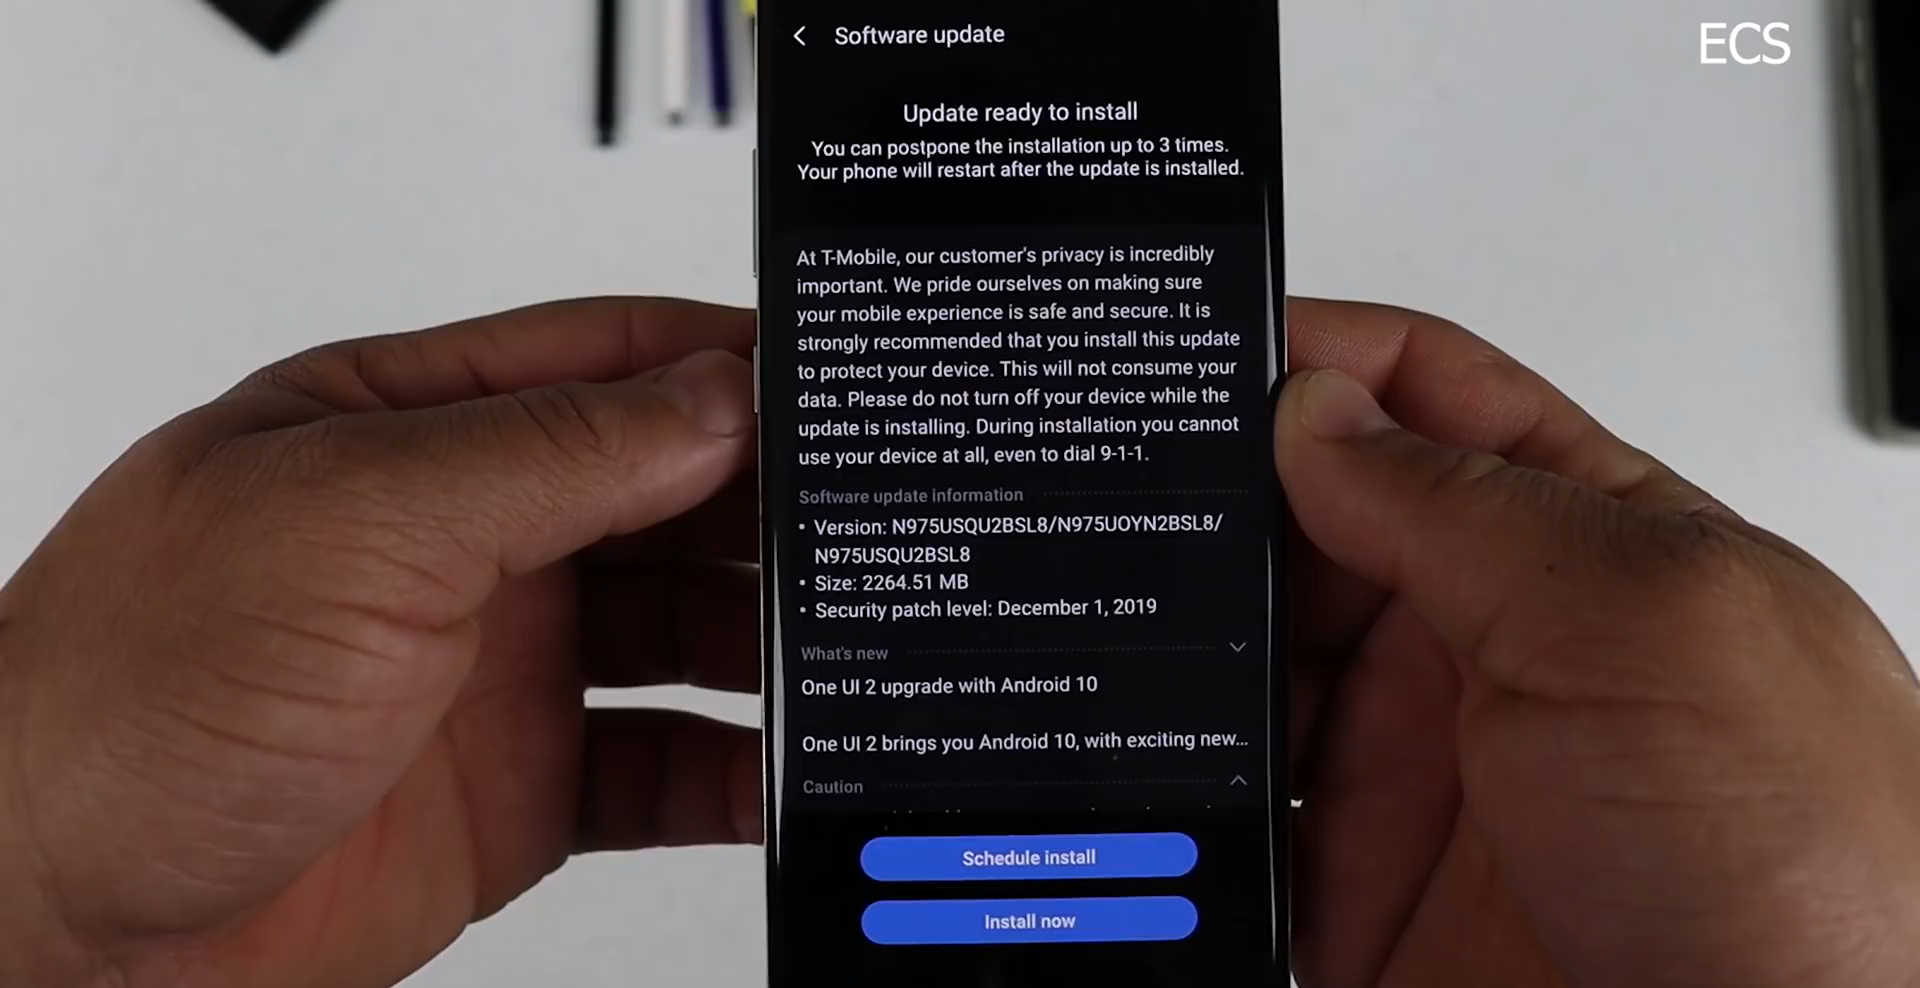 ECS
Software update
Update ready to install
You can postpone the installation up to 3 times.
Your phone will restart after the update is installed.
At T-Mobile, our customer's privacy is incredibly
important. We pride ourselves on making sure
your mobile experience is safe and secure. It is
strongly recommended that you install this update
to protect your device. This will not consume your
data. Please do not turn off your device while the
update is installing. During installation you cannot
use your device at all, even to dial 9-1-1.
Software update information
• Version: N975USQU2BSL8/N975UOYN2BSL8/
N975USQU2BSL8
• Size: 2264.51 MB
• Security patch level: December 1, 2019
What's new
One UI 2 upgrade with Android 10
One UI 2 brings you Android 10, with exciting new...
Caution
Schedule install
Install now